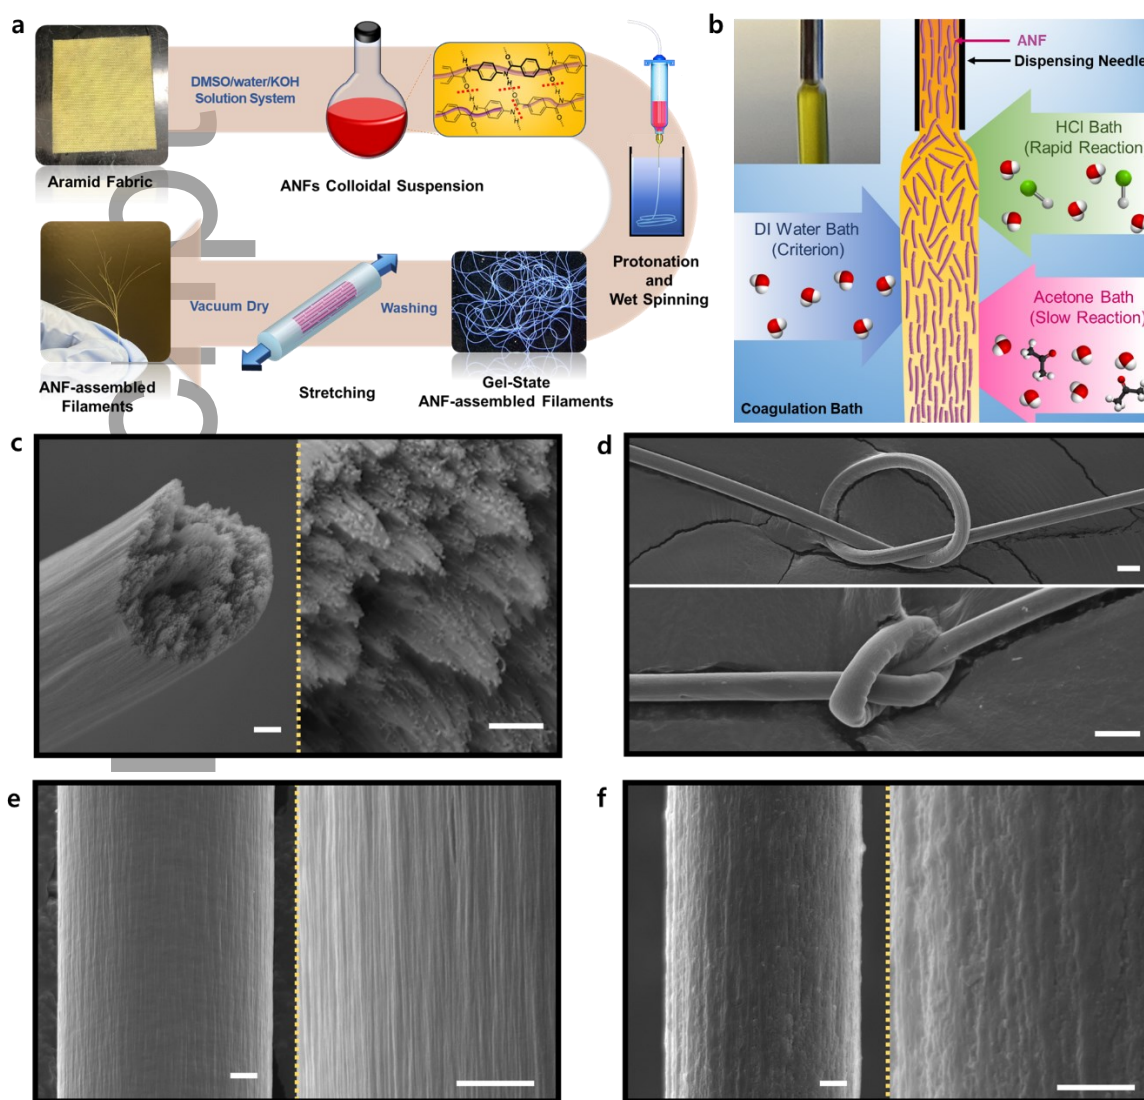 a
DMSO/water/KOH
Solution System
Aramid Fabric
ANFs Colloidal Suspension
H
N
O
Protonation
and
Wet Spinning
Vacuum Dry
Washing
ANF-assembled
Filaments
Stretching
Gel-State
ANF-assembled Filaments
b
ANF
Dispensing Needle
HCl Bath
(Rapid Reaction)
DI Water Bath
(Criterion)
Acetone Bath
(Slow Reaction)
Coagulation Bath
c
d
e
f